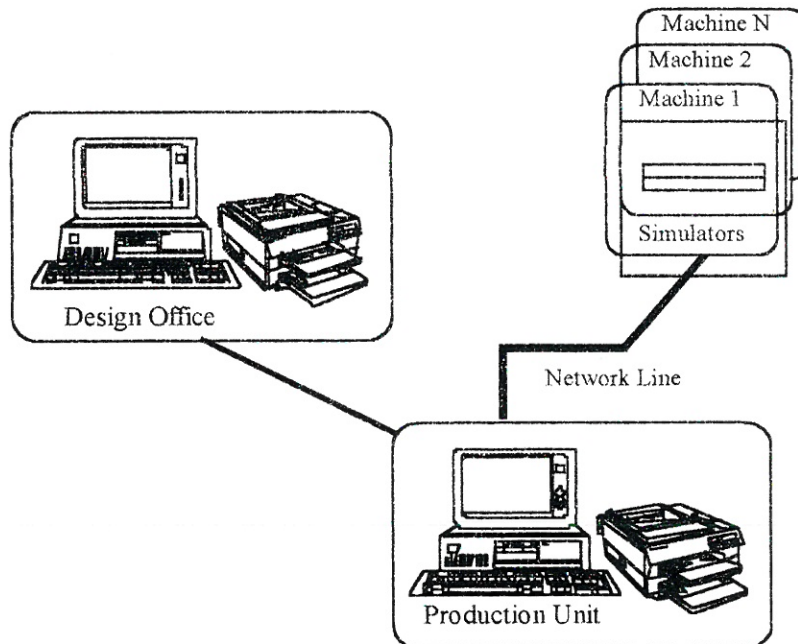 Machine N
Machine 2
Machine 1
Simulators
Design Office
Network Line
Production Unit